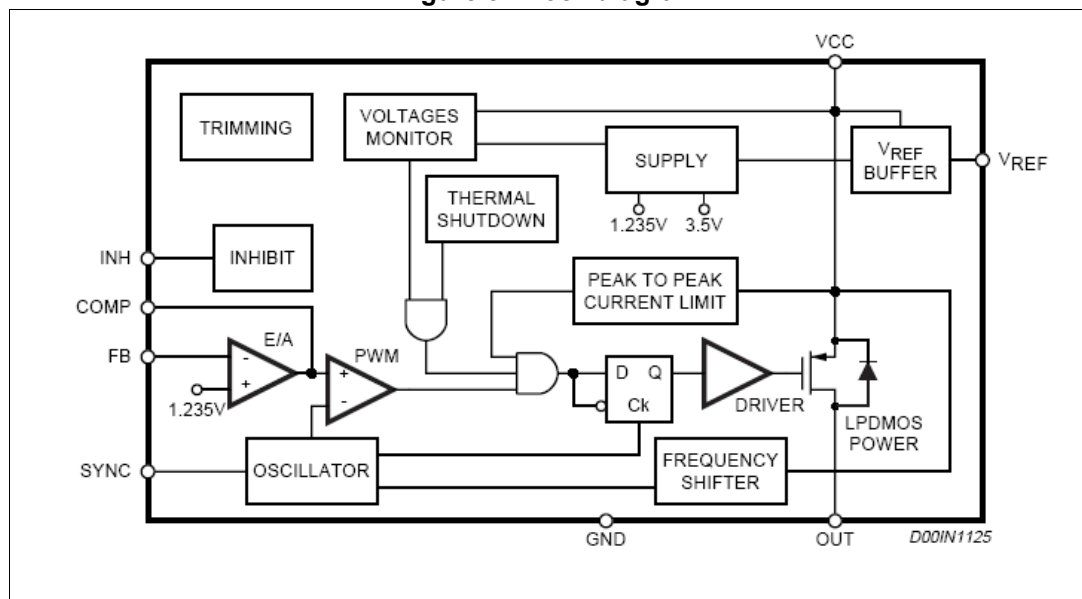 VCC
TRIMMING
VOLTAGES
MONITOR
SUPPLY
VREF
BUFFER
VREF
THERMAL
SHUTDOWN
1.235V
3.5V
INH
INHIBIT
COMP
PEAK TO PEAK
CURRENT LIMIT
FB
E/A
-
+
1.235V
PWM
+
-
D
Q
Ck
DRIVER
LPDMOS
POWER
SYNC
OSCILLATOR
FREQUENCY
SHIFTER
GND
OUT
D00IN1125